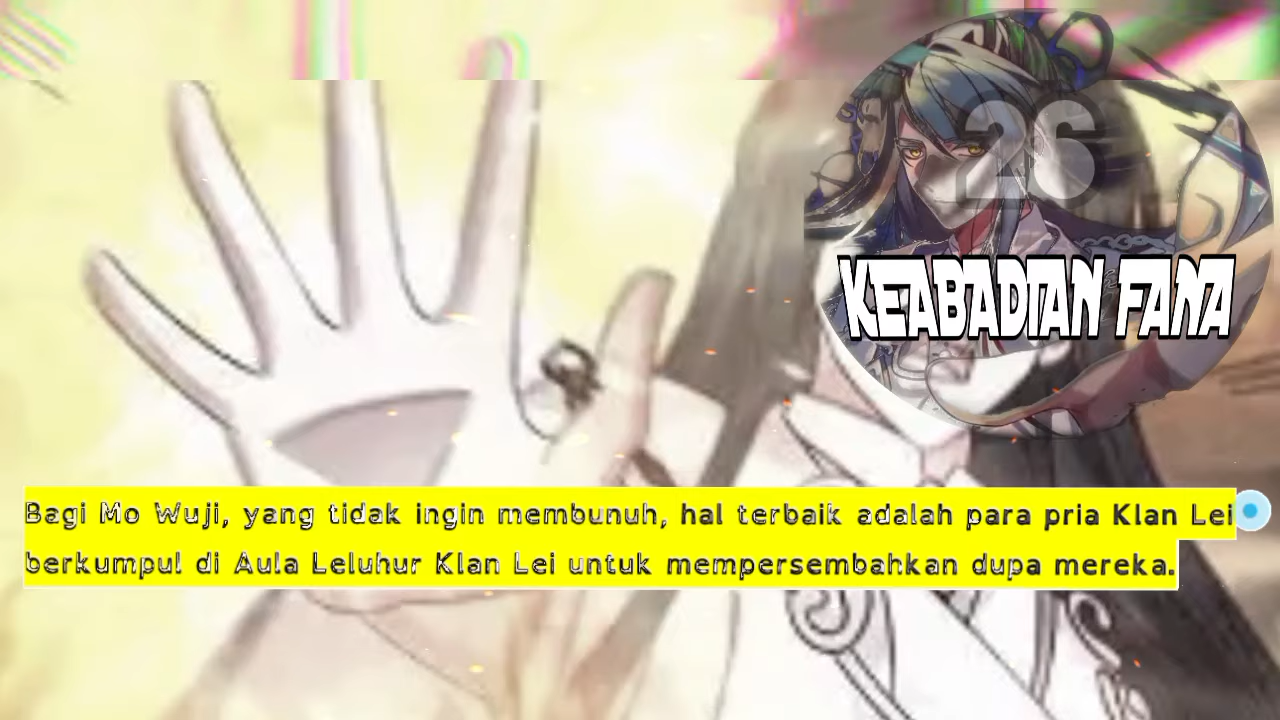 26
KEABADIAN FANA
Bagi Mo Wuji, yang tidak ingin membunuh, hal terbaik adalah para pria Klan Lei
berkumpul di Aula Leluhur Klan Lei untuk mempersembahkan dupa mereka.